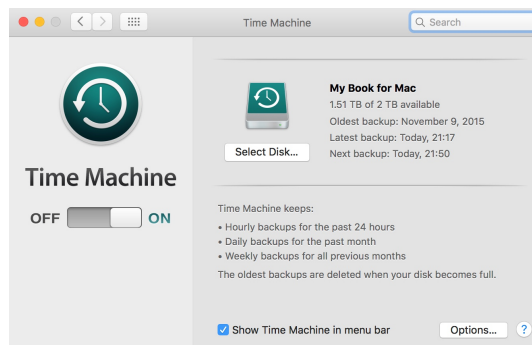 Time Machine
Search
My Book for Mac
1.51 TB of 2 TB available
Oldest backup: November 9, 2015
Latest backup: Today, 21:17
Next backup: Today, 21:50
Select Disk...
Time Machine
OFF ON
Time Machine keeps:
• Hourly backups for the past 24 hours
• Daily backups for the past month
• Weekly backups for all previous months
The oldest backups are deleted when your disk becomes full.
Show Time Machine in menu bar
Options...
?